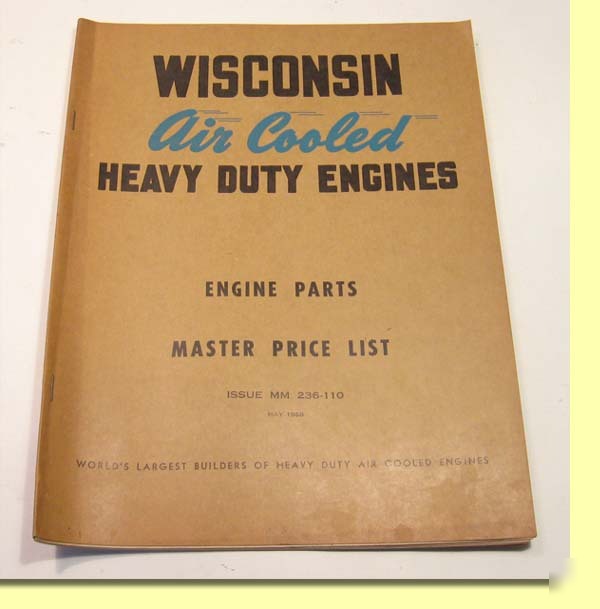 WISCONSIN
Air Cooled
HEAVY DUTY ENGINES
ENGINE PARTS
MASTER PRICE LIST
ISSUE MM 236-110
MAY
WORLD'S LARGEST BUILDERS OF HEAVY DUTY AIR COOLED ENGINES